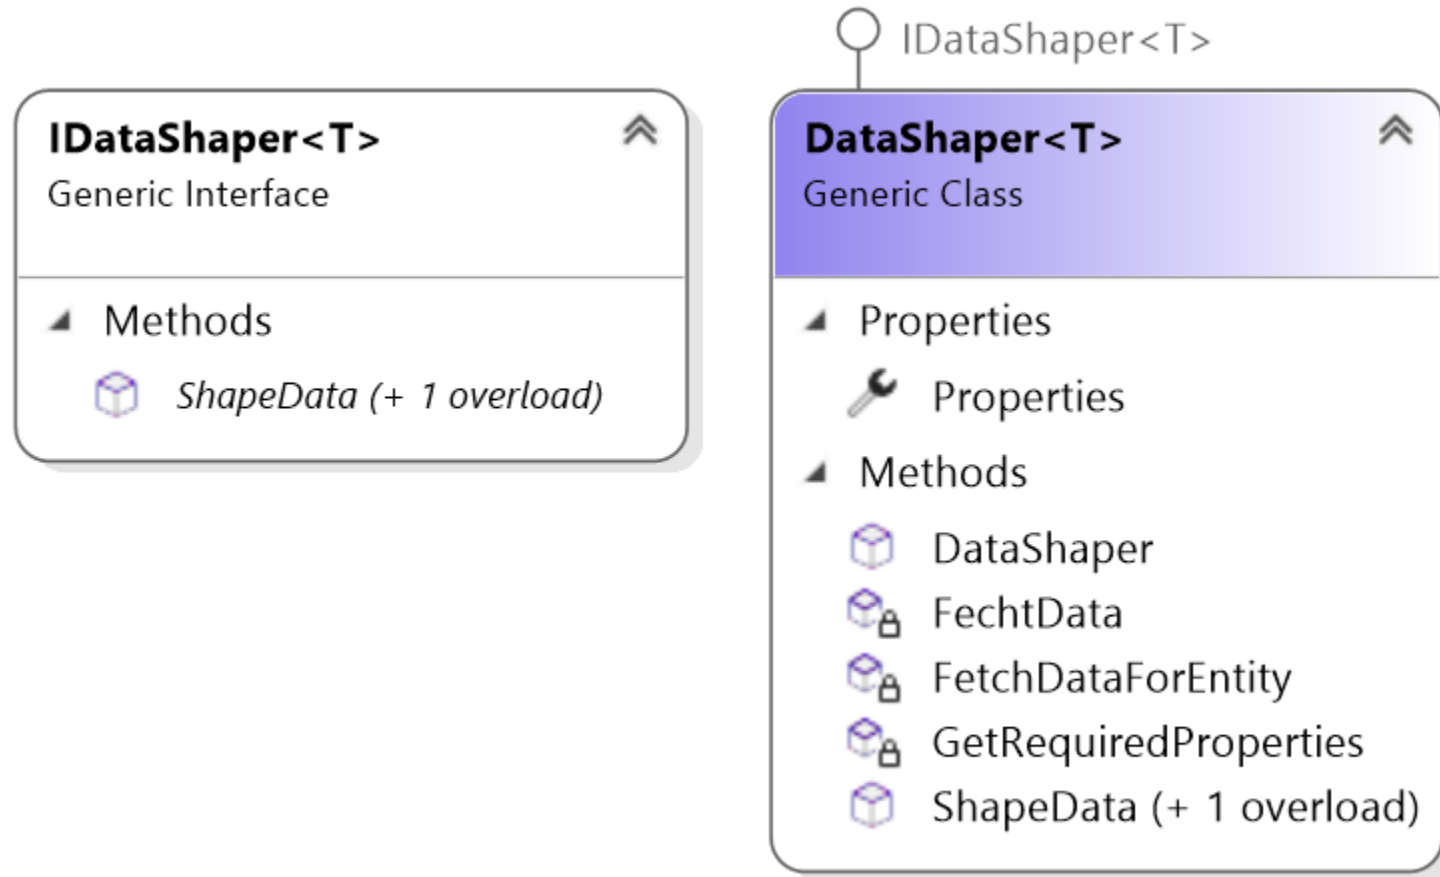 IDataShaper<T>
Generic Interface
Methods
ShapeData (+ 1 overload)
IDataShaper<T>
DataShaper<T>
Generic Class
Properties
Properties
Methods
DataShaper
FechtData
FetchDataForEntity
GetRequiredProperties
ShapeData (+ 1 overload)